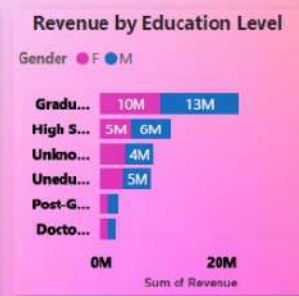 Revenue by Education Level
Gender F M
Gradu... 10M 13M
High S... 5M 6M
Unkno... 4M
Unedu... 5M
Post-G...
Docto...
0M 20M
Sum of Revenue